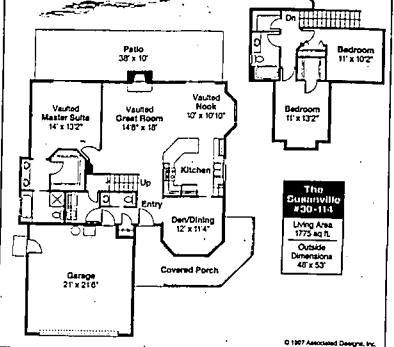 Patio
38' x 10'
Vaulted
Master Suite
14' x 13'2"
Vaulted
Great Room
14'8" x 18'
Vaulted
Nook
10' x 10'10"
Kitchen
Up
Entry
Den/Dining
12' x 11'4"
Covered Porch
Garage
21' x 21'6"
Dn
Bedroom
11' x 10'2"
Bedroom
11' x 13'2"
The
#30-114
Living Area
1775 sq ft.
Outside
Dimensions
48' x 53'
© 1997 Associated Designs, Inc.